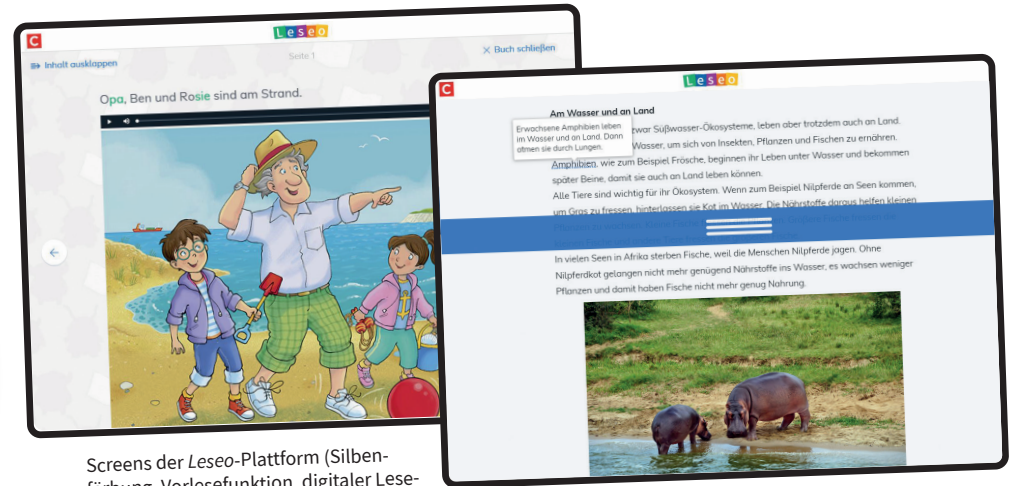 Leseo
Inhalt ausklappen
Seite 1
Buch schließen
Opa, Ben und Rosie sind am Strand.
Screens der Leseo-Plattform (Silben-
färbung, Vorlesefunktion, digitaler Lese-
Leseo
Am Wasser und an Land
Erwachsene Amphibien leben
im Wasser und an Land. Dann
atmen sie durch Lungen.
zwar Süßwasser-Ökosysteme, leben aber trotzdem auch an Land.
Wasser, um sich von Insekten, Pflanzen und Fischen zu ernähren.
Amphibien, wie zum Beispiel Frösche, beginnen ihr Leben unter Wasser und bekommen
später Beine, damit sie auch an Land leben können.
Alle Tiere sind wichtig für ihr Ökosystem. Wenn zum Beispiel Nilpferde an Seen kommen,
um Gras zu fressen, hinterlassen sie Kot im Wasser. Die Nährstoffe daraus helfen kleinen
In vielen Seen in Afrika sterben Fische, weil die Menschen Nilpferde jagen. Ohne
Nilpferdkot gelangen nicht mehr genügend Nährstoffe ins Wasser, es wachsen weniger
Pflanzen und damit haben Fische nicht mehr genug Nahrung.